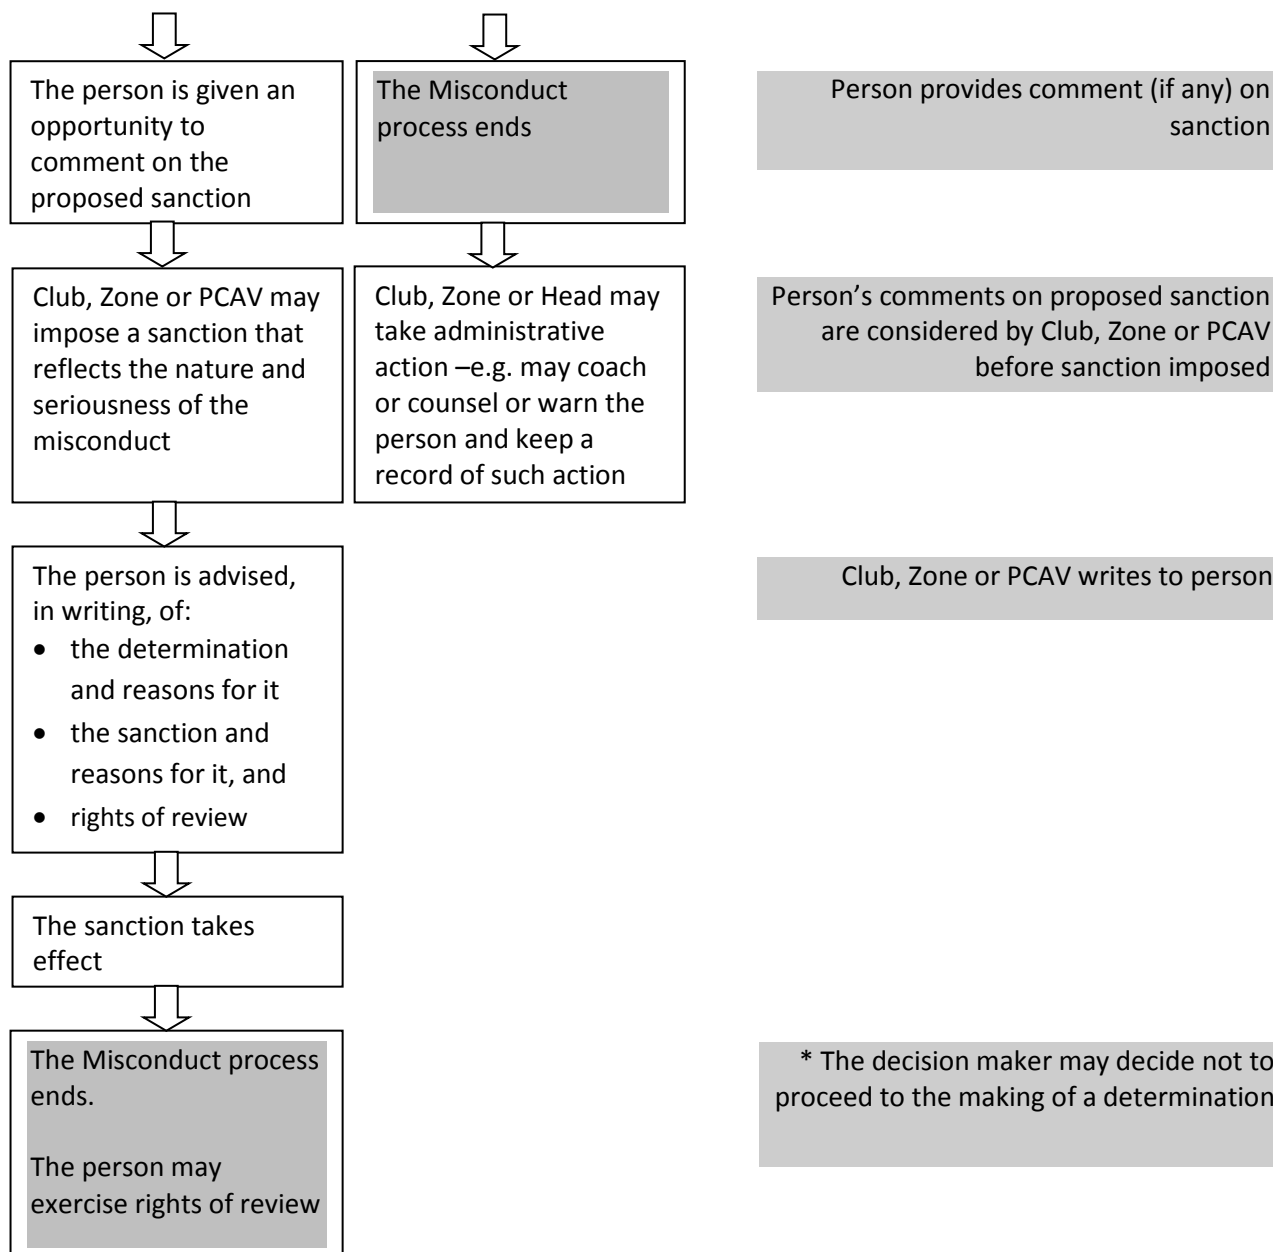 The person is given an
opportunity to
comment on the
proposed sanction
The Misconduct
process ends
Person provides comment (if any) on
sanction
Club, Zone or PCAV may
impose a sanction that
reflects the nature and
seriousness of the
misconduct
Club, Zone or Head may
take administrative
action –e.g. may coach
or counsel or warn the
person and keep a
record of such action
Person’s comments on proposed sanction
are considered by Club, Zone or PCAV
before sanction imposed
The person is advised,
in writing, of:
• the determination
and reasons for it
• the sanction and
reasons for it, and
• rights of review
Club, Zone or PCAV writes to person
The sanction takes
effect
The Misconduct process
ends.
The person may
exercise rights of review
* The decision maker may decide not to
proceed to the making of a determination